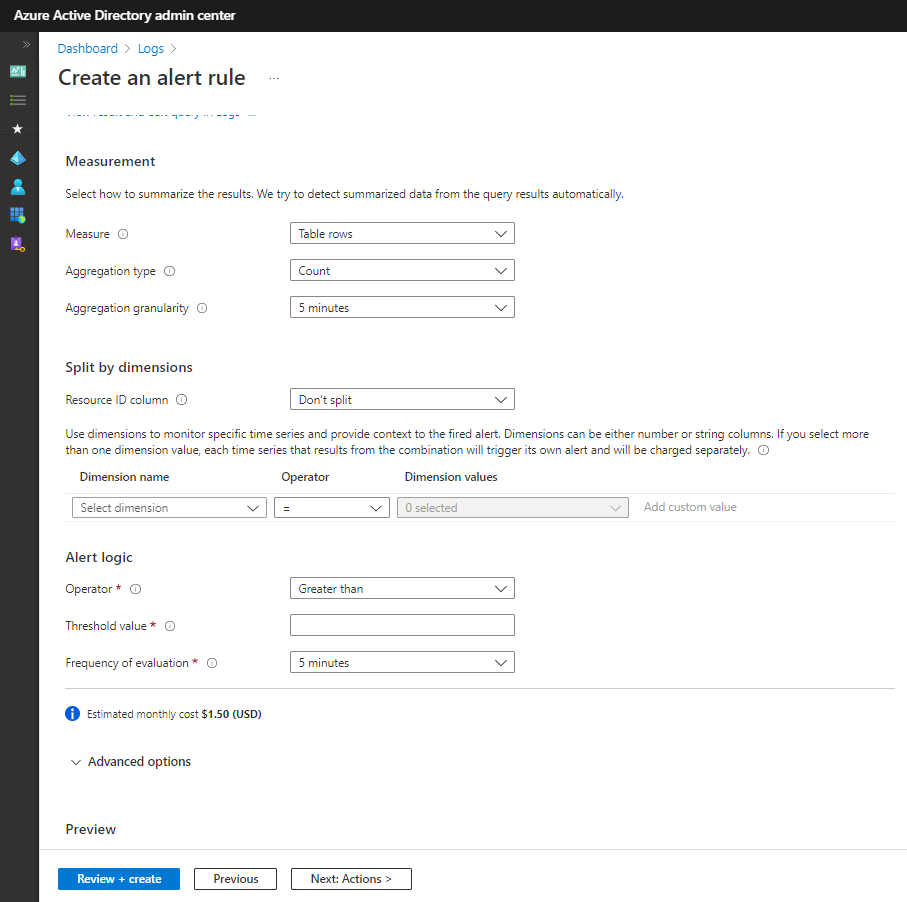 Azure Active Directory admin center
Dashboard > Logs >
Create an alert rule ...
Measurement
Select how to summarize the results. We try to detect summarized data from the query results automatically.
Measure
Table rows
Aggregation type
Count
Aggregation granularity
5 minutes
Split by dimensions
Resource ID column
Don't split
Use dimensions to monitor specific time series and provide context to the fired alert. Dimensions can be either number or string columns. If you select more
than one dimension value, each time series that results from the combination will trigger its own alert and will be charged separately.
Dimension name Operator Dimension values
Select dimension = 0 selected Add custom value
Alert logic
Operator *
Greater than
Threshold value *
Frequency of evaluation *
5 minutes
Estimated monthly cost $1.50 (USD)
Advanced options
Preview
Review + create Previous Next: Actions >